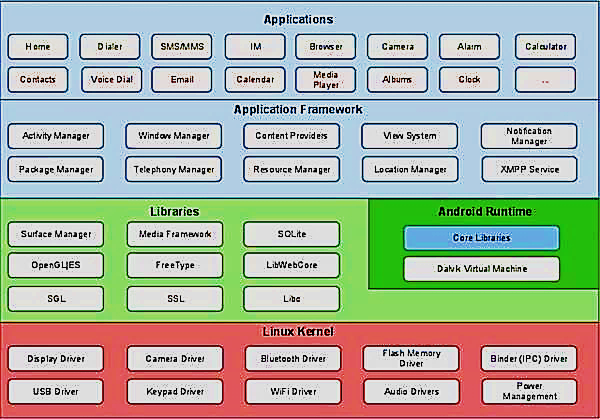 Applications
Home Dialer SMS/MMS IM Browser Camera Alarm Calculator
Contacts Voice Dial Email Calendar Media Player Albums Clock ...
Application Framework
Activity Manager Window Manager Content Providers View System Notification Manager
Package Manager Telephony Manager Resource Manager Location Manager XMPP Service
Libraries Android Runtime
Surface Manager Media Framework SQLite Core Libraries
OpenGL|ES FreeType LibWebCore Dalvik Virtual Machine
SGL SSL Libc
Linux Kernel
Display Driver Camera Driver Bluetooth Driver Flash Memory Driver Binder (IPC) Driver
USB Driver Keypad Driver WiFi Driver Audio Drivers Power Management